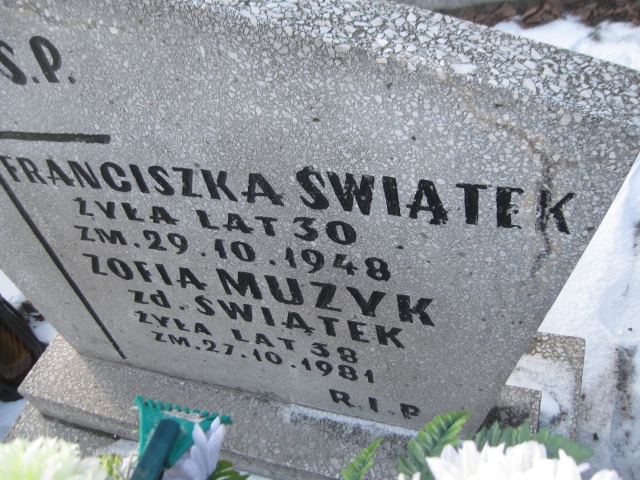 Ś.P.
FRANCISZKA ŚWIĄTEK
ŻYŁA LAT 30
ZM. 29.10.1948
ZOFIA MUZYK
Zd. ŚWIĄTEK
ŻYŁA LAT 38
ZM. 27.10.1981
R.I.P